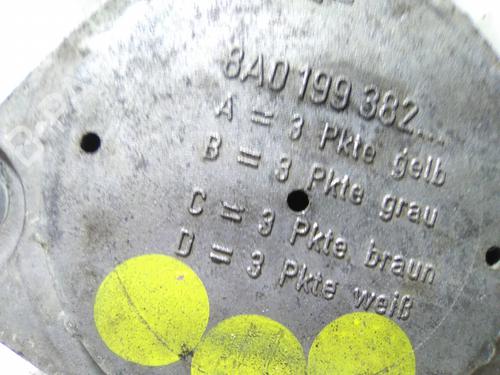 8A0 199 382...
A = 3 Pkte gelb
B = 3 Pkte grau
C = 3 Pkte braun
D = 3 Pkte weiß